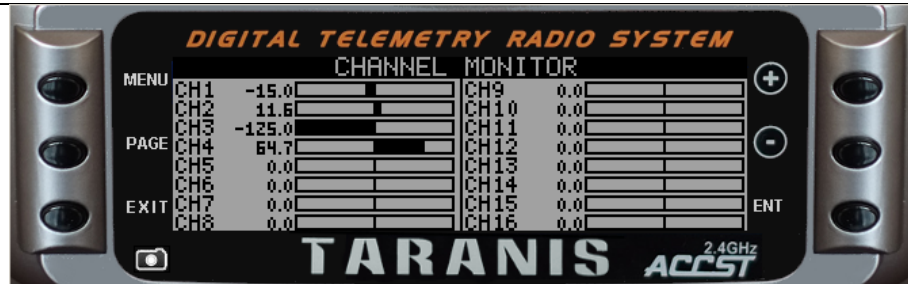 DIGITAL TELEMETRY RADIO SYSTEM
CHANNEL MONITOR
MENU
CH1 -15.0 CH9 0.0
CH2 11.6 CH10 0.0
CH3 -125.0 CH11 0.0
PAGE CH4 64.7 CH12 0.0 -
CH5 0.0 CH13 0.0
CH6 0.0 CH14 0.0
EXIT CH7 0.0 CH15 0.0 ENT
CH8 0.0 CH16 0.0
TARANIS 2.4GHz
ACCST